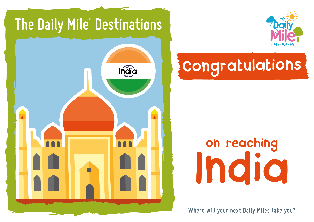 The Daily Mile Destinations
India
The
Daily
Mile
Congratulations
on reaching
India
Where will your next Daily Miles take you?